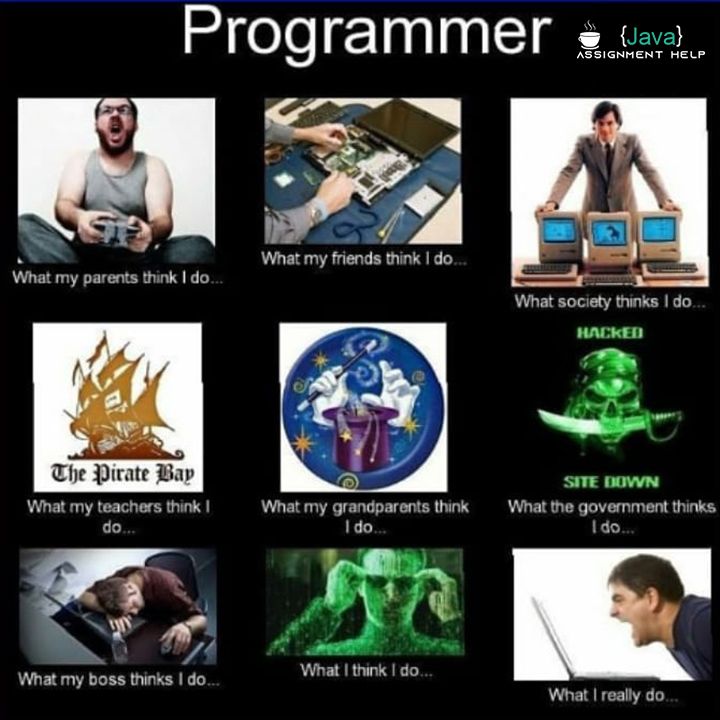 Programmer
{Java}
ASSIGNMENT HELP
What my parents think I do...
What my friends think I do...
What society thinks I do...
The Pirate Bay
What my teachers think I
do...
What my grandparents think
I do...
HACKED
SITE DOWN
What the government thinks
I do...
What my boss thinks I do...
What I think I do...
What I really do...